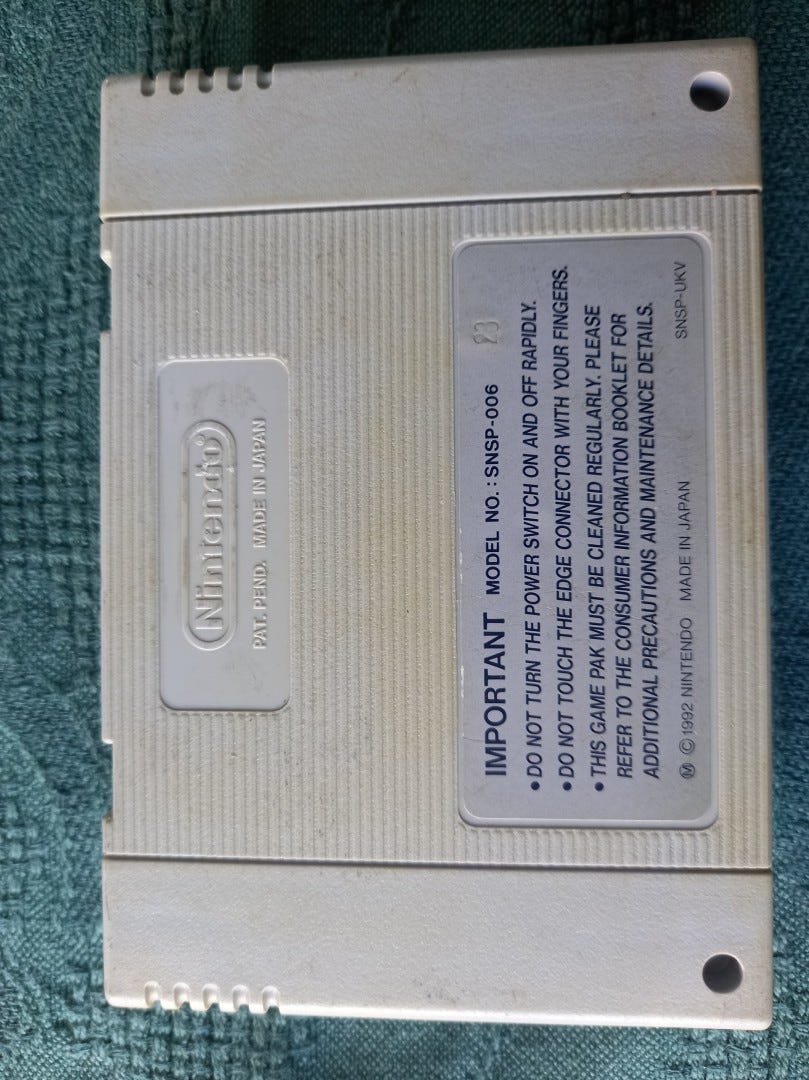 Nintendo®
PAT. PEND. MADE IN JAPAN
IMPORTANT MODEL NO. : SNSP-006 23
• DO NOT TURN THE POWER SWITCH ON AND OFF RAPIDLY.
• DO NOT TOUCH THE EDGE CONNECTOR WITH YOUR FINGERS.
• THIS GAME PAK MUST BE CLEANED REGULARLY. PLEASE
REFER TO THE CONSUMER INFORMATION BOOKLET FOR
ADDITIONAL PRECAUTIONS AND MAINTENANCE DETAILS.
Ⓜ ©1992 NINTENDO MADE IN JAPAN SNSP-UKV